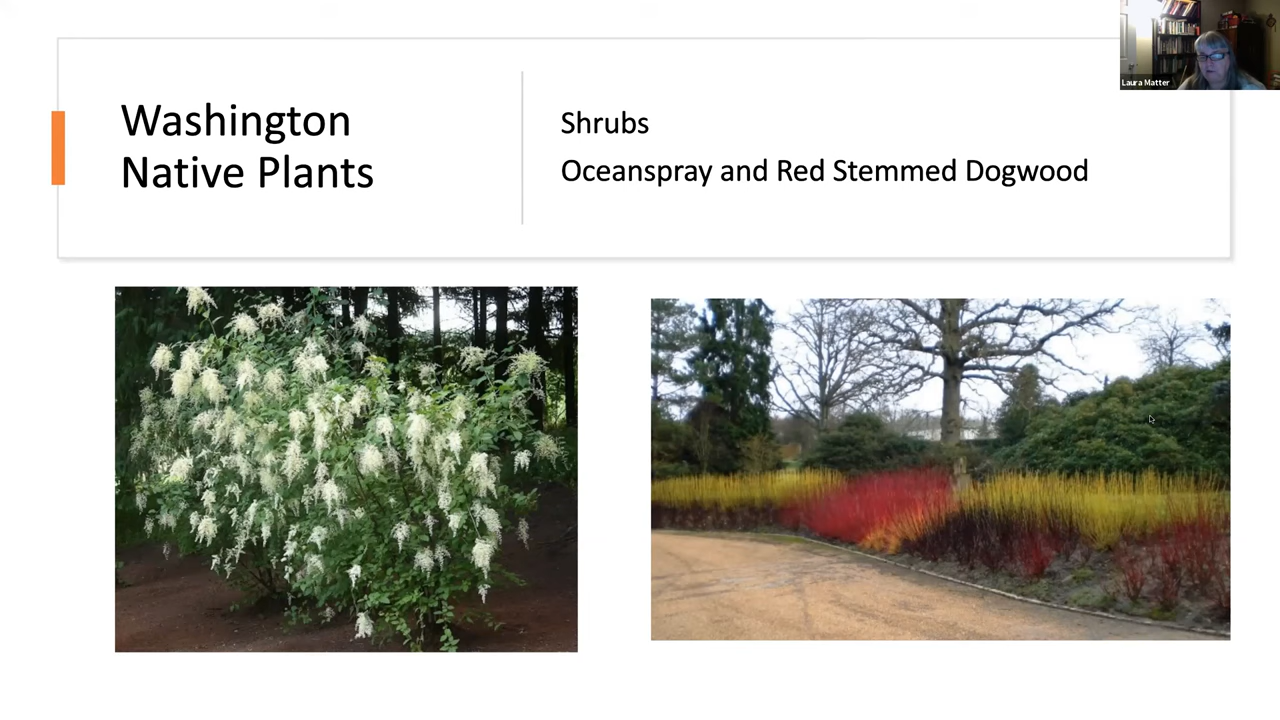 Washington
Native Plants
Shrubs
Oceanspray and Red Stemmed Dogwood
Laura Matter